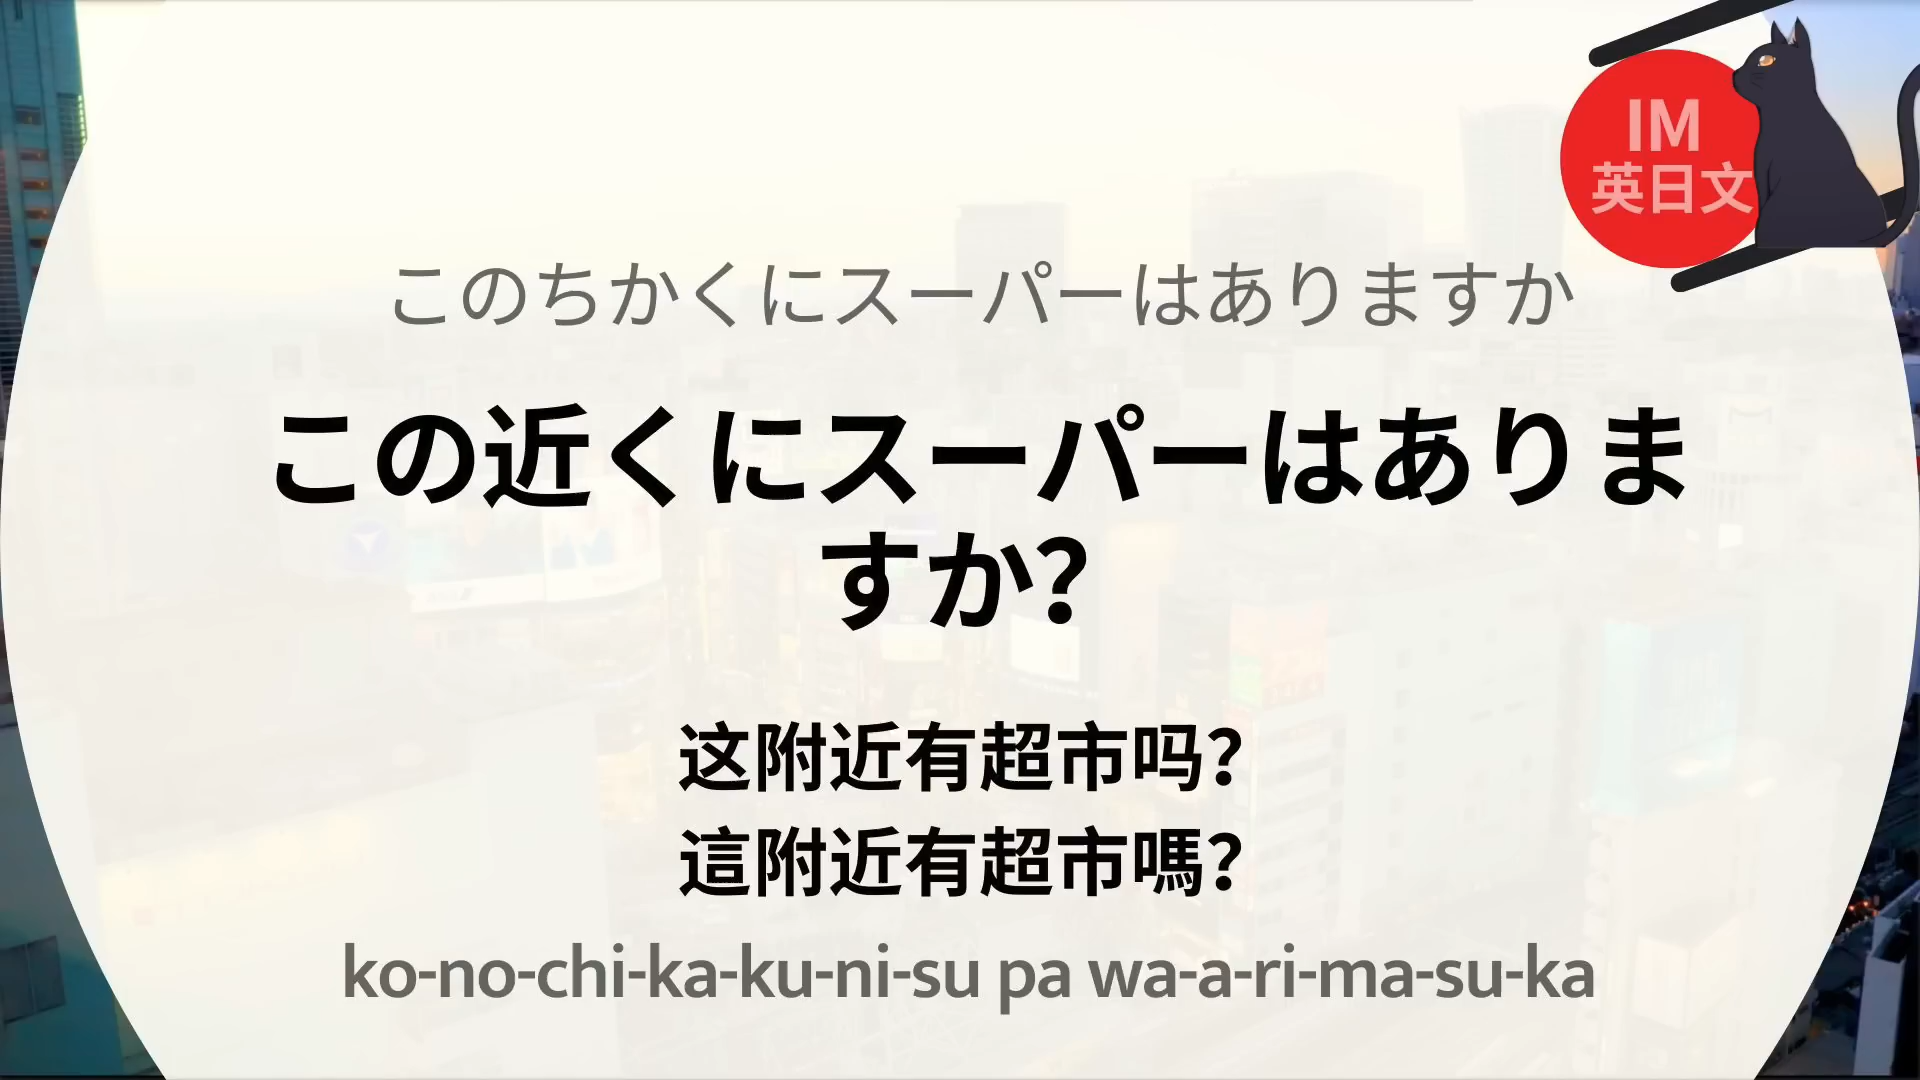 IM
英日文
このちかくにスーパーはありますか
この近くにスーパーはありま
すか?
这附近有超市吗?
這附近有超市嗎?
ko-no-chi-ka-ku-ni-su pa wa-a-ri-ma-su-ka